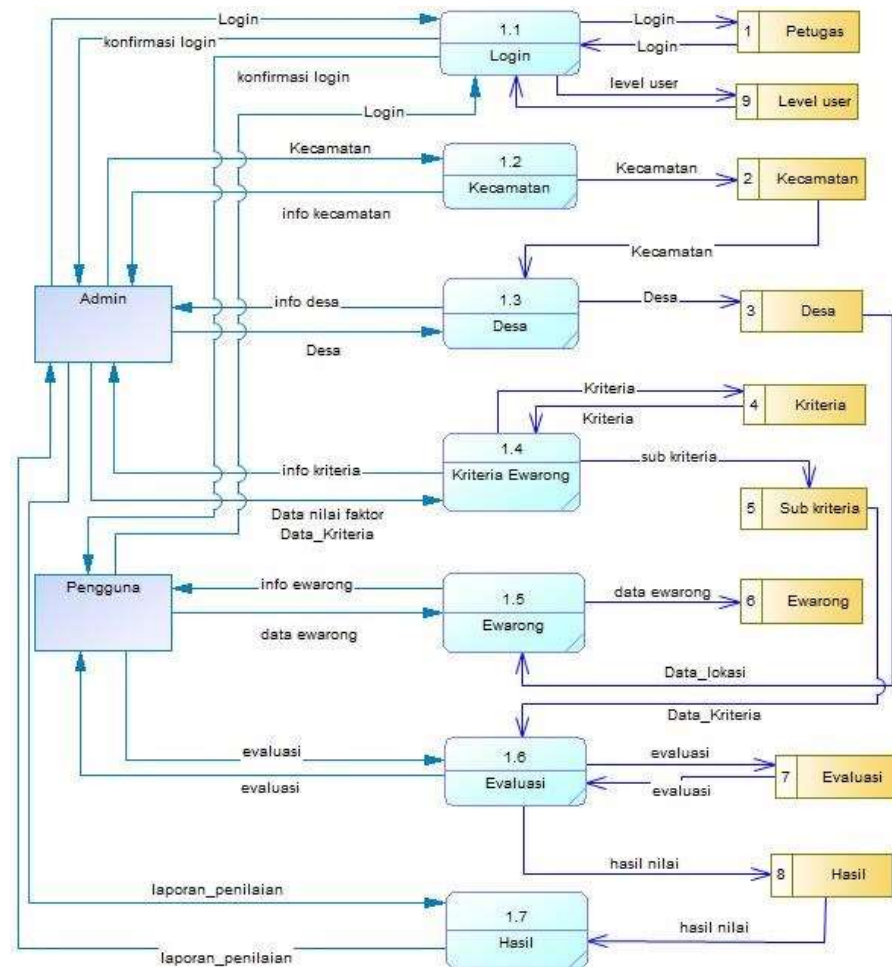 Login
konfirmasi login
konfirmasi login
Login
1.1
Login
Login
Login
1
Petugas
level user
9
Level user
Kecamatan
info kecamatan
1.2
Kecamatan
Kecamatan
2
Kecamatan
Kecamatan
Admin
info desa
Desa
1.3
Desa
Desa
3
Desa
Kriteria
Kriteria
4
Kriteria
info kriteria
Data nilai faktor
Data_Kriteria
1.4
Kriteria Ewarong
sub kriteria
5
Sub kriteria
Pengguna
info ewarong
data ewarong
1.5
Ewarong
data ewarong
6
Ewarong
Data_lokasi
Data_Kriteria
evaluasi
evaluasi
1.6
Evaluasi
evaluasi
evaluasi
7
Evaluasi
hasil nilai
8
Hasil
laporan_penilaian
laporan_penilaian
1.7
Hasil
hasil nilai